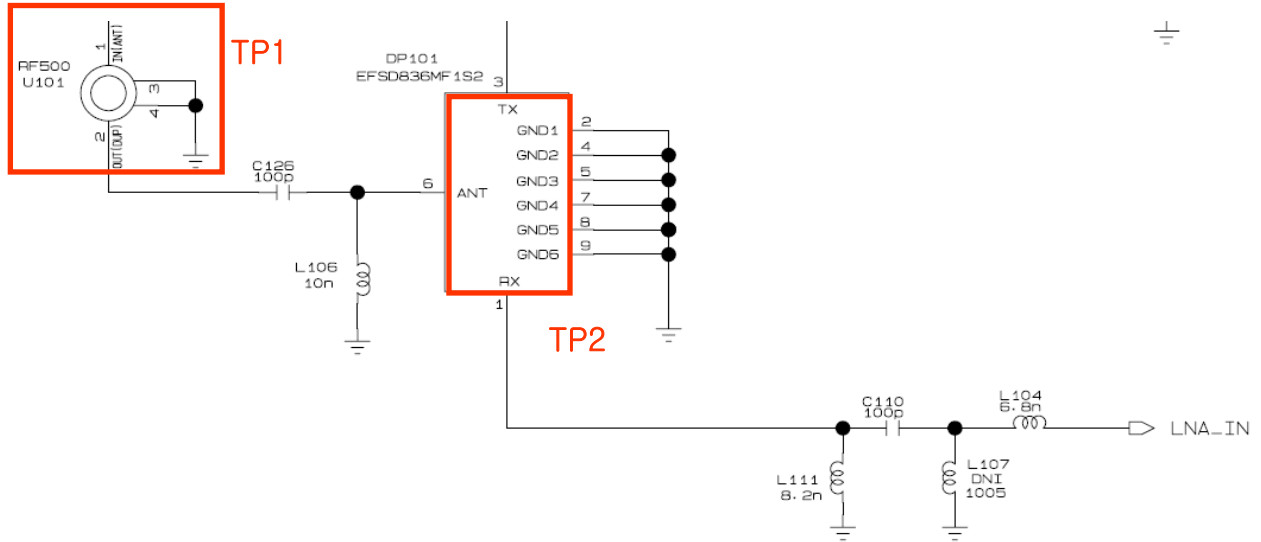 TP1
1
IN(ANT)
RF500
U101
3
4
2
OUT(DUP)
DP101
EFSD836MF1S2
3
TX
GND1 2
GND2 4
GND3 5
GND4 7
GND5 8
GND6 9
6 ANT
RX
1
TP2
C126
100p
L106
10n
C110
100p
L104
6.8n
LNA_IN
L111
8.2n
L107
DNI
1005